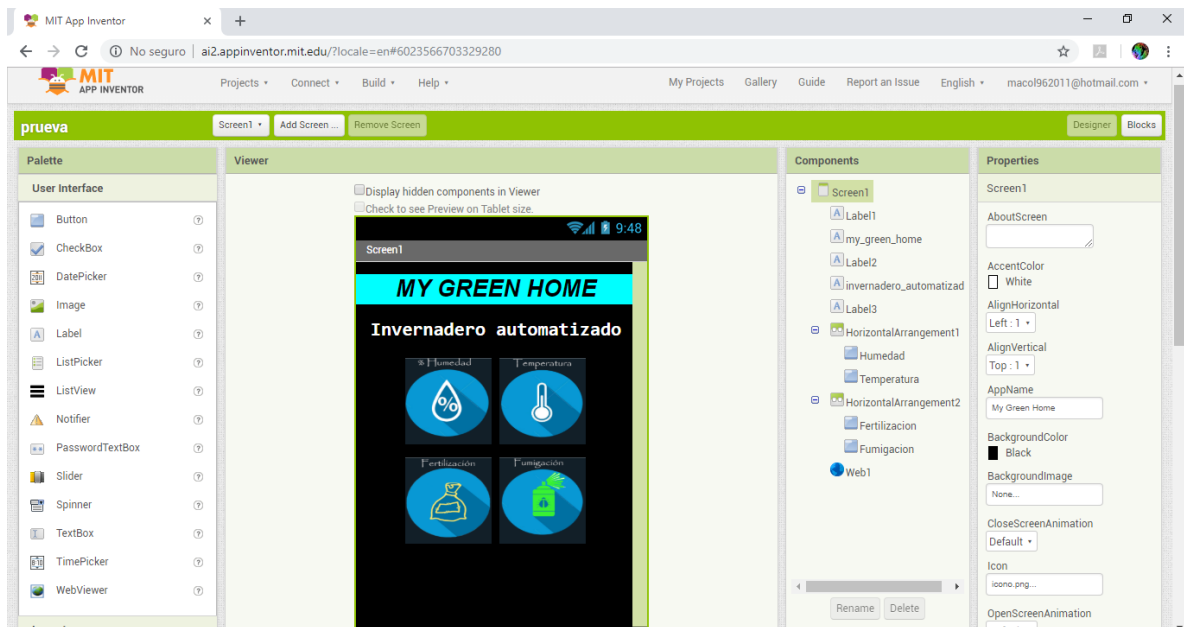 MIT App Inventor
No seguro ai2.appinventor.mit.edu/?locale=en#6023566703329280
MIT APP INVENTOR Projects Connect Build Help My Projects Gallery Guide Report an Issue English macol962011@hotmail.com
prueva Screen1 Add Screen ... Remove Screen Designer Blocks
Palette
User Interface
Button
CheckBox
DatePicker
Image
Label
ListPicker
ListView
Notifier
PasswordTextBox
Slider
Spinner
TextBox
TimePicker
WebViewer
Viewer
Display hidden components in Viewer
Check to see Preview on Tablet size.
9:48
Screen1
MY GREEN HOME
Invernadero automatizado
% Humedad Temperatura
%
Fertilización Fumigación
Components
Screen1
Label1
my_green_home
Label2
invernadero_automatizad
Label3
HorizontalArrangement1
Humedad
Temperatura
HorizontalArrangement2
Fertilizacion
Fumigacion
Web1
Rename Delete
Properties
Screen1
AboutScreen
AccentColor
White
AlignHorizontal
Left : 1
AlignVertical
Top : 1
AppName
My Green Home
BackgroundColor
Black
BackgroundImage
None...
CloseScreenAnimation
Default
Icon
icono.png...
OpenScreenAnimation